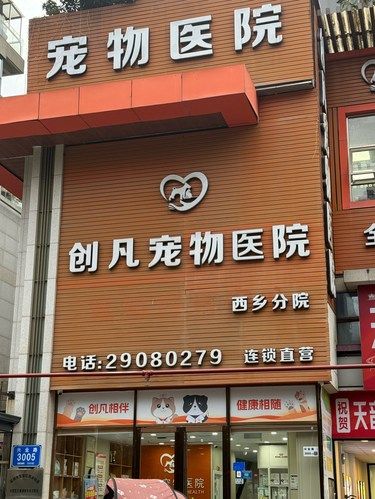 宠物医院
创凡宠物医院
西乡分院
电话:29080279 连锁直营
创凡相伴
健康相随
3005
祝贺